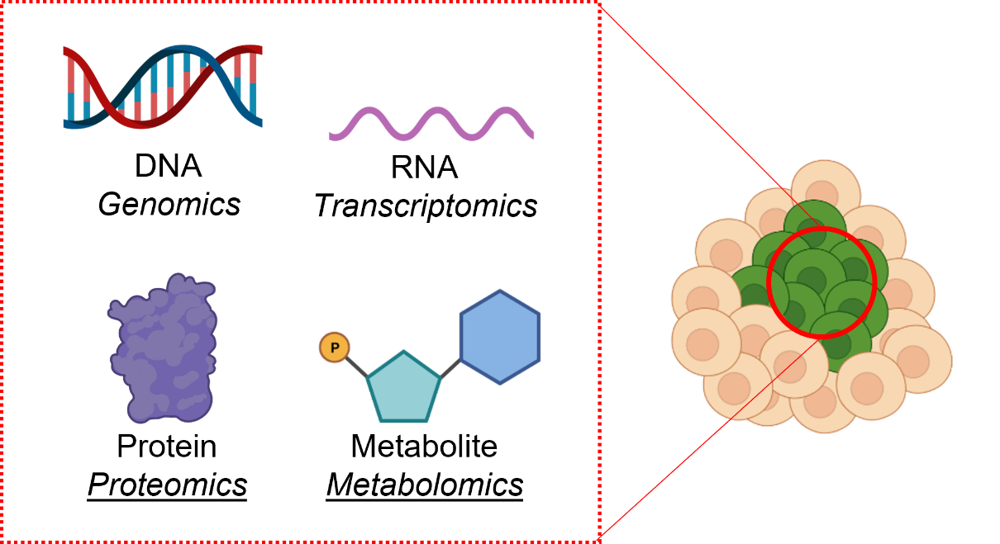 DNA
Genomics
RNA
Transcriptomics
P
Protein
Proteomics
Metabolite
Metabolomics